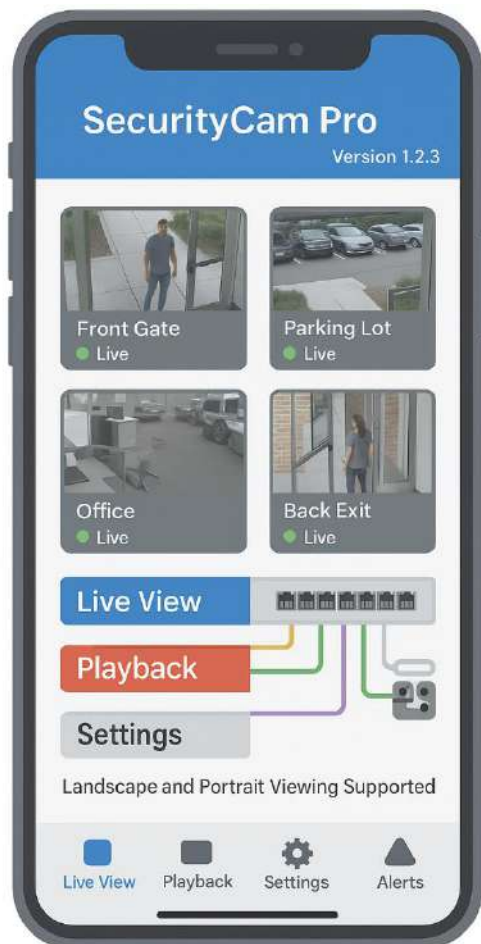 SecurityCam Pro
Version 1.2.3
Front Gate
Live
Parking Lot
Live
Office
Live
Back Exit
Live
Live View
Playback
Settings
Landscape and Portrait Viewing Supported
Live View
Playback
Settings
Alerts